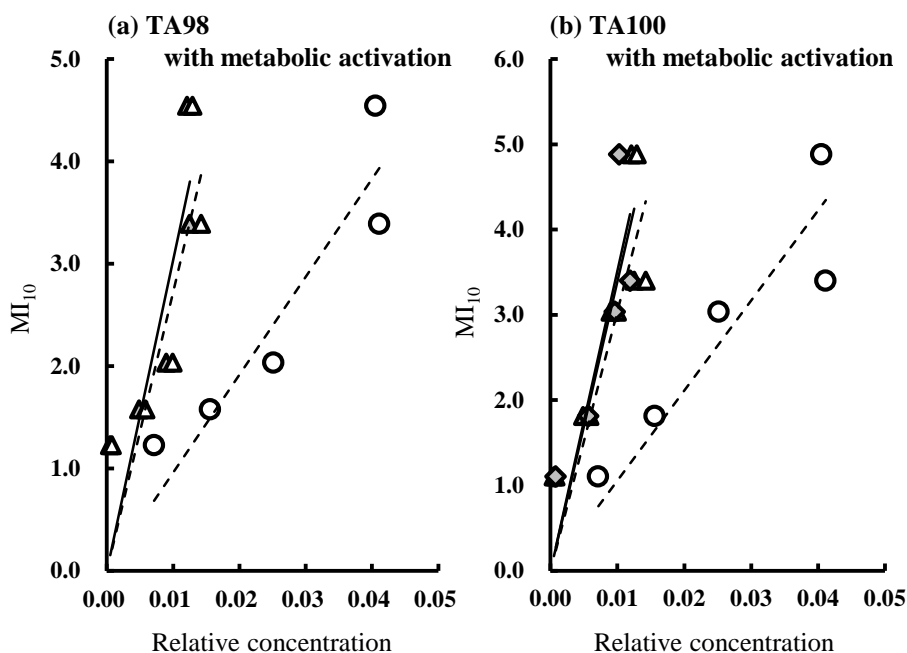 (a) TA98
with metabolic activation
5.0
4.0
3.0
2.0
1.0
0.0
MI10
0.00 0.01 0.02 0.03 0.04 0.05
Relative concentration
(b) TA100
with metabolic activation
6.0
5.0
4.0
3.0
2.0
1.0
0.0
MI10
0.00 0.01 0.02 0.03 0.04 0.05
Relative concentration